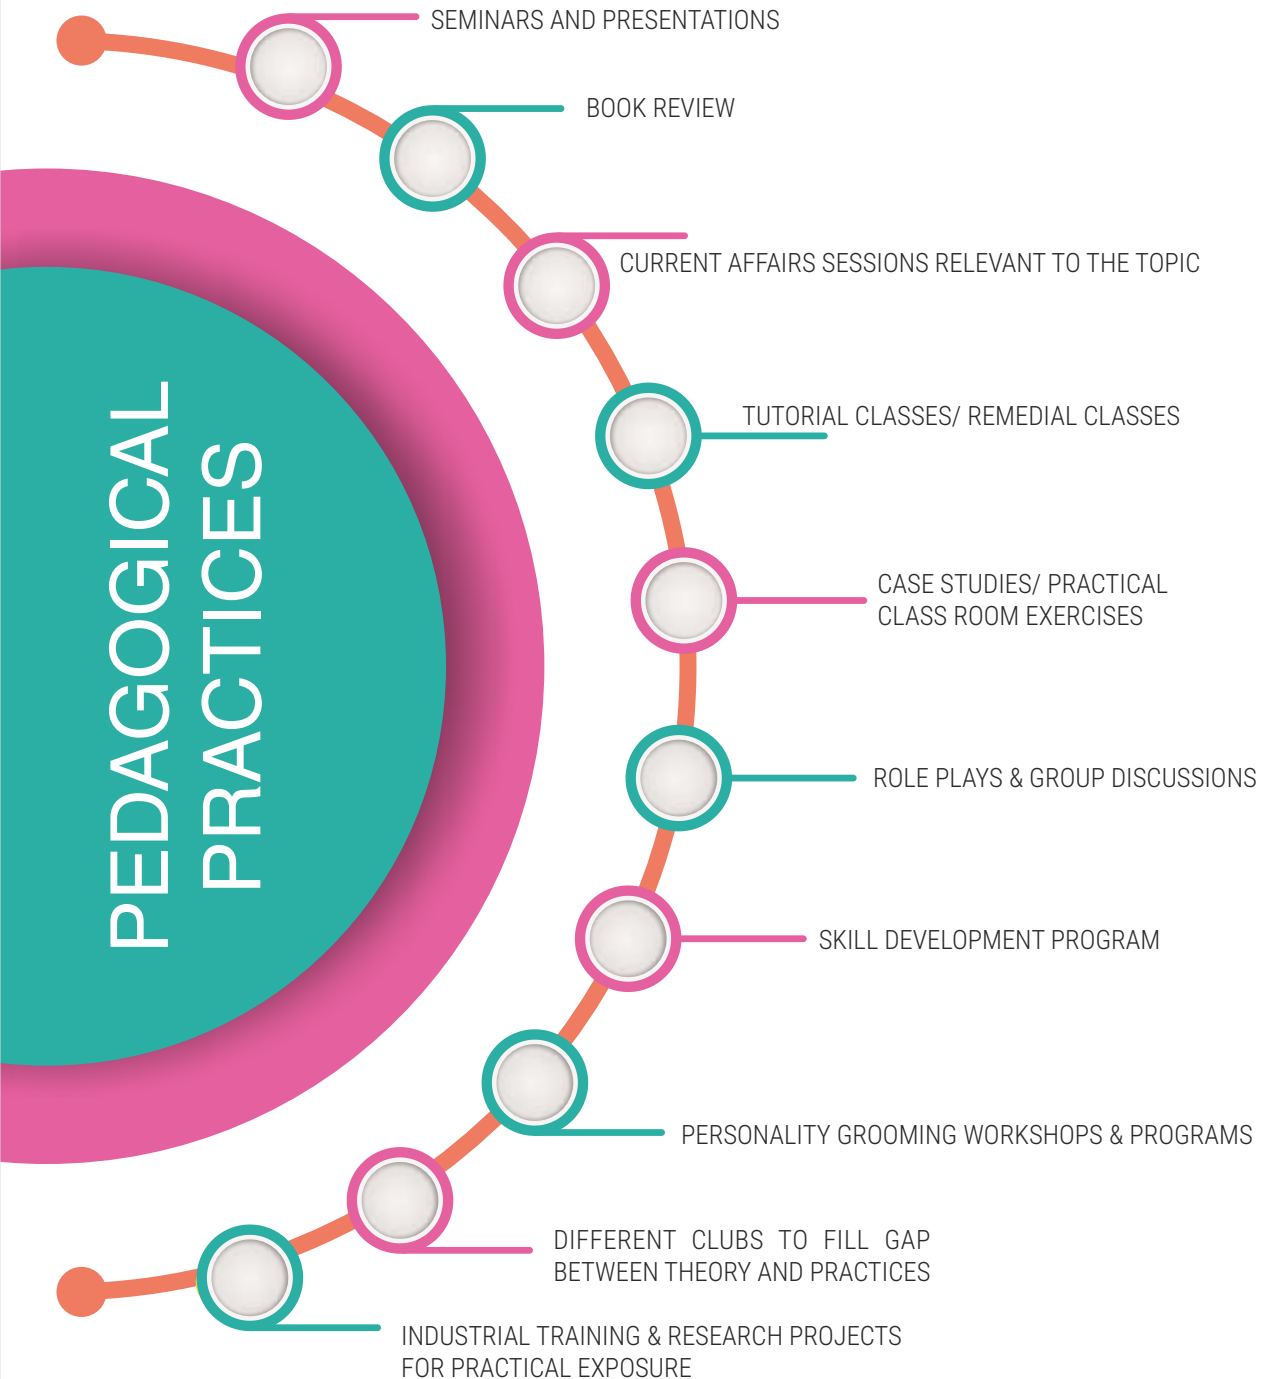 SEMINARS AND PRESENTATIONS
BOOK REVIEW
CURRENT AFFAIRS SESSIONS RELEVANT TO THE TOPIC
TUTORIAL CLASSES/ REMEDIAL CLASSES
PEDAGOGICAL
PRACTICES
CASE STUDIES/ PRACTICAL
CLASS ROOM EXERCISES
ROLE PLAYS & GROUP DISCUSSIONS
SKILL DEVELOPMENT PROGRAM
PERSONALITY GROOMING WORKSHOPS & PROGRAMS
DIFFERENT CLUBS TO FILL GAP
BETWEEN THEORY AND PRACTICES
INDUSTRIAL TRAINING & RESEARCH PROJECTS
FOR PRACTICAL EXPOSURE